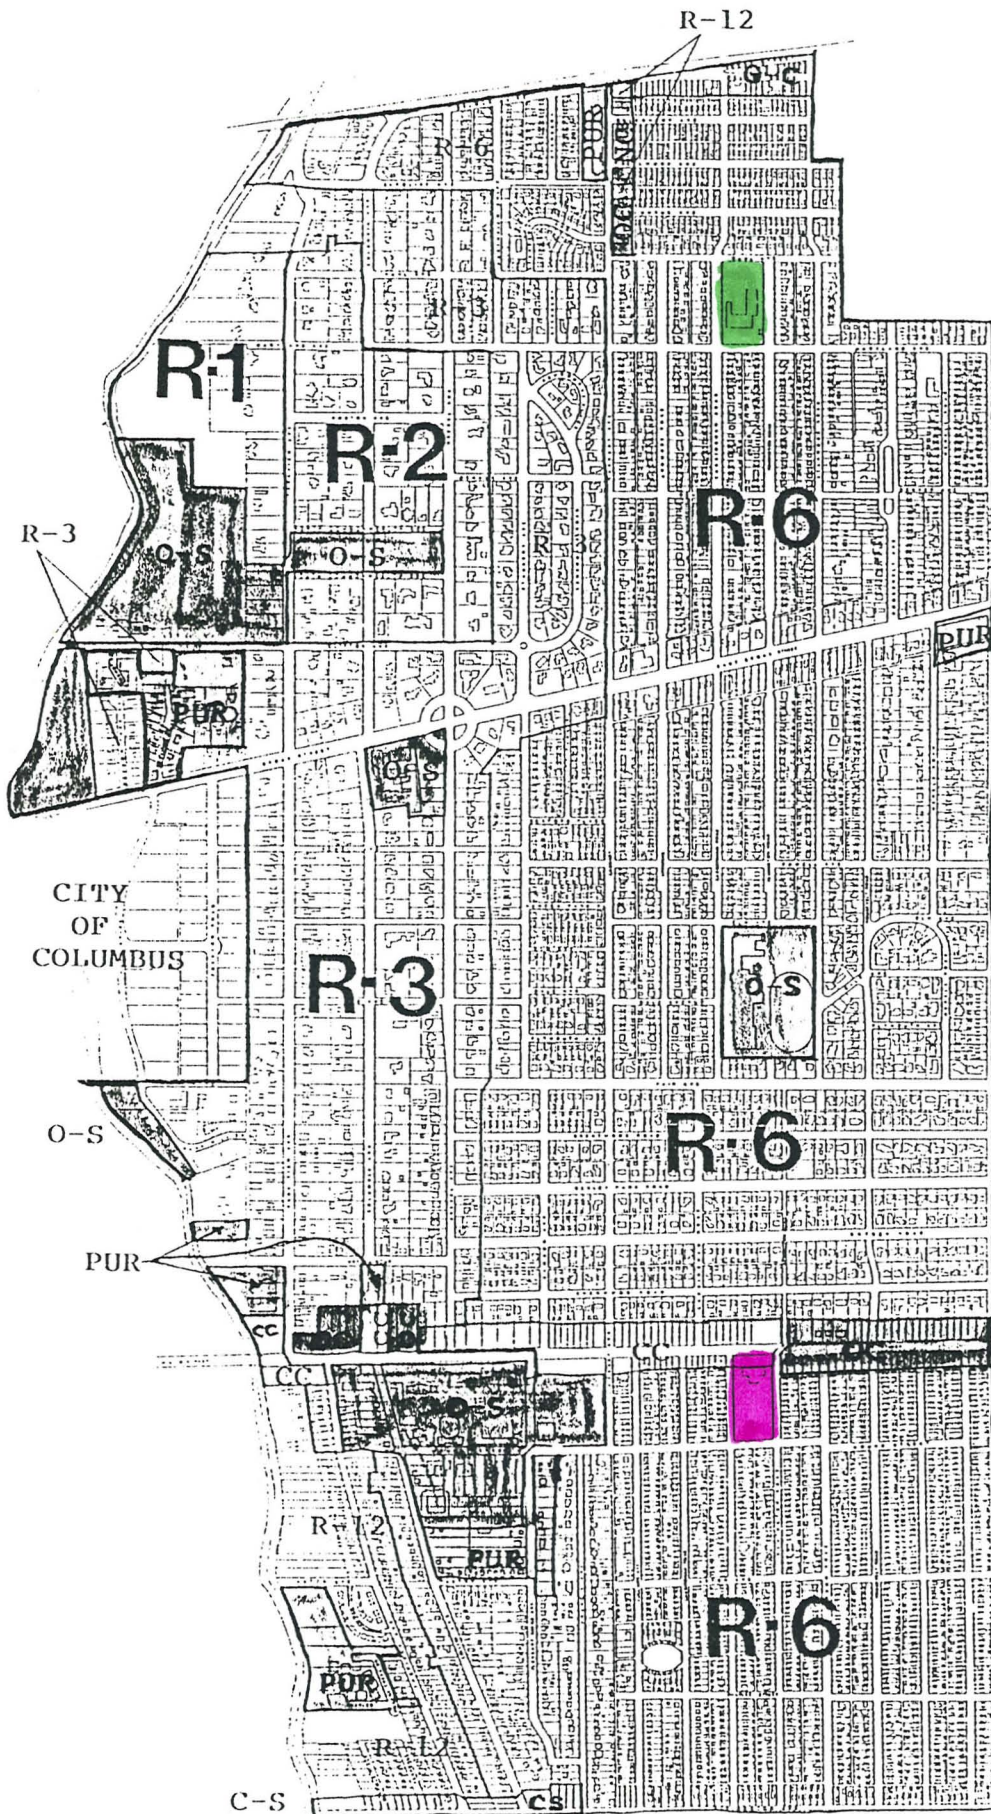 R-12
O-C
R-6
PUR
R-1
R-2
R-3
O-S
O-S
R-3
R-6
PUR
PUR
O-S
CITY
OF
COLUMBUS
R-3
O-S
O-S
R-6
PUR
CC
CC
CC
O-S
R-12
PUR
R-6
PUR
R-12
C-S
CS